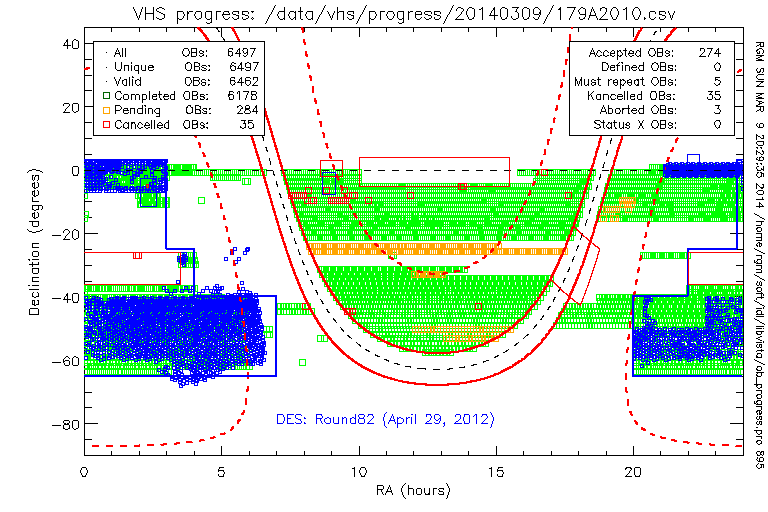 VHS progress: /data/vhs/progress/20140309/179A2010.csv
All OBs: 6497
Unique OBs: 6497
Valid OBs: 6462
Completed OBs: 6178
Pending OBs: 284
Cancelled OBs: 35
Accepted OBs: 274
Defined OBs: 0
Must repeat OBs: 5
Kancelled OBs: 35
Aborted OBs: 3
Status X OBs: 0
40
20
0
−20
−40
−60
−80
Declination (degrees)
DES: Round82 (April 29, 2012)
0 5 10 15 20
RA (hours)
RGM SUN MAR 9 20:29:35 2014 /home/rgm/soft/idl/libvista/ob_progress.pro 895